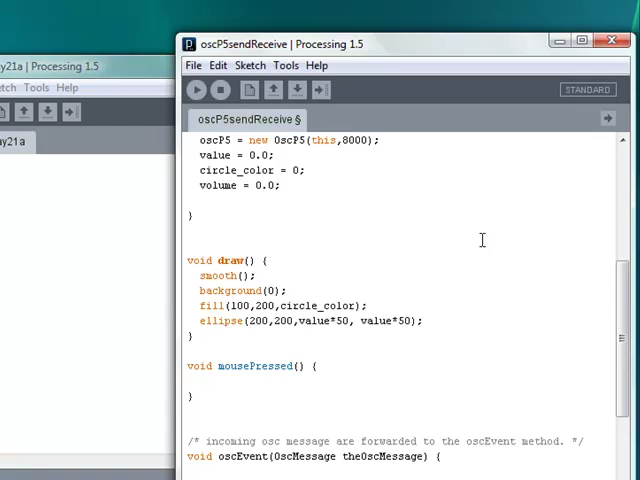 oscP5sendReceive | Processing 1.5
ay21a | Processing 1.5
File Edit Sketch Tools Help
etch Tools Help
STANDARD
oscP5sendReceive §
ay21a
oscP5 = new OscP5(this,8000);
value = 0.0;
circle_color = 0;
volume = 0.0;
}
void draw() {
smooth();
background(0);
fill(100,200,circle_color);
ellipse(200,200,value*50, value*50);
}
void mousePressed() {
}
/* incoming osc message are forwarded to the oscEvent method. */
void oscEvent(OscMessage theOscMessage) {